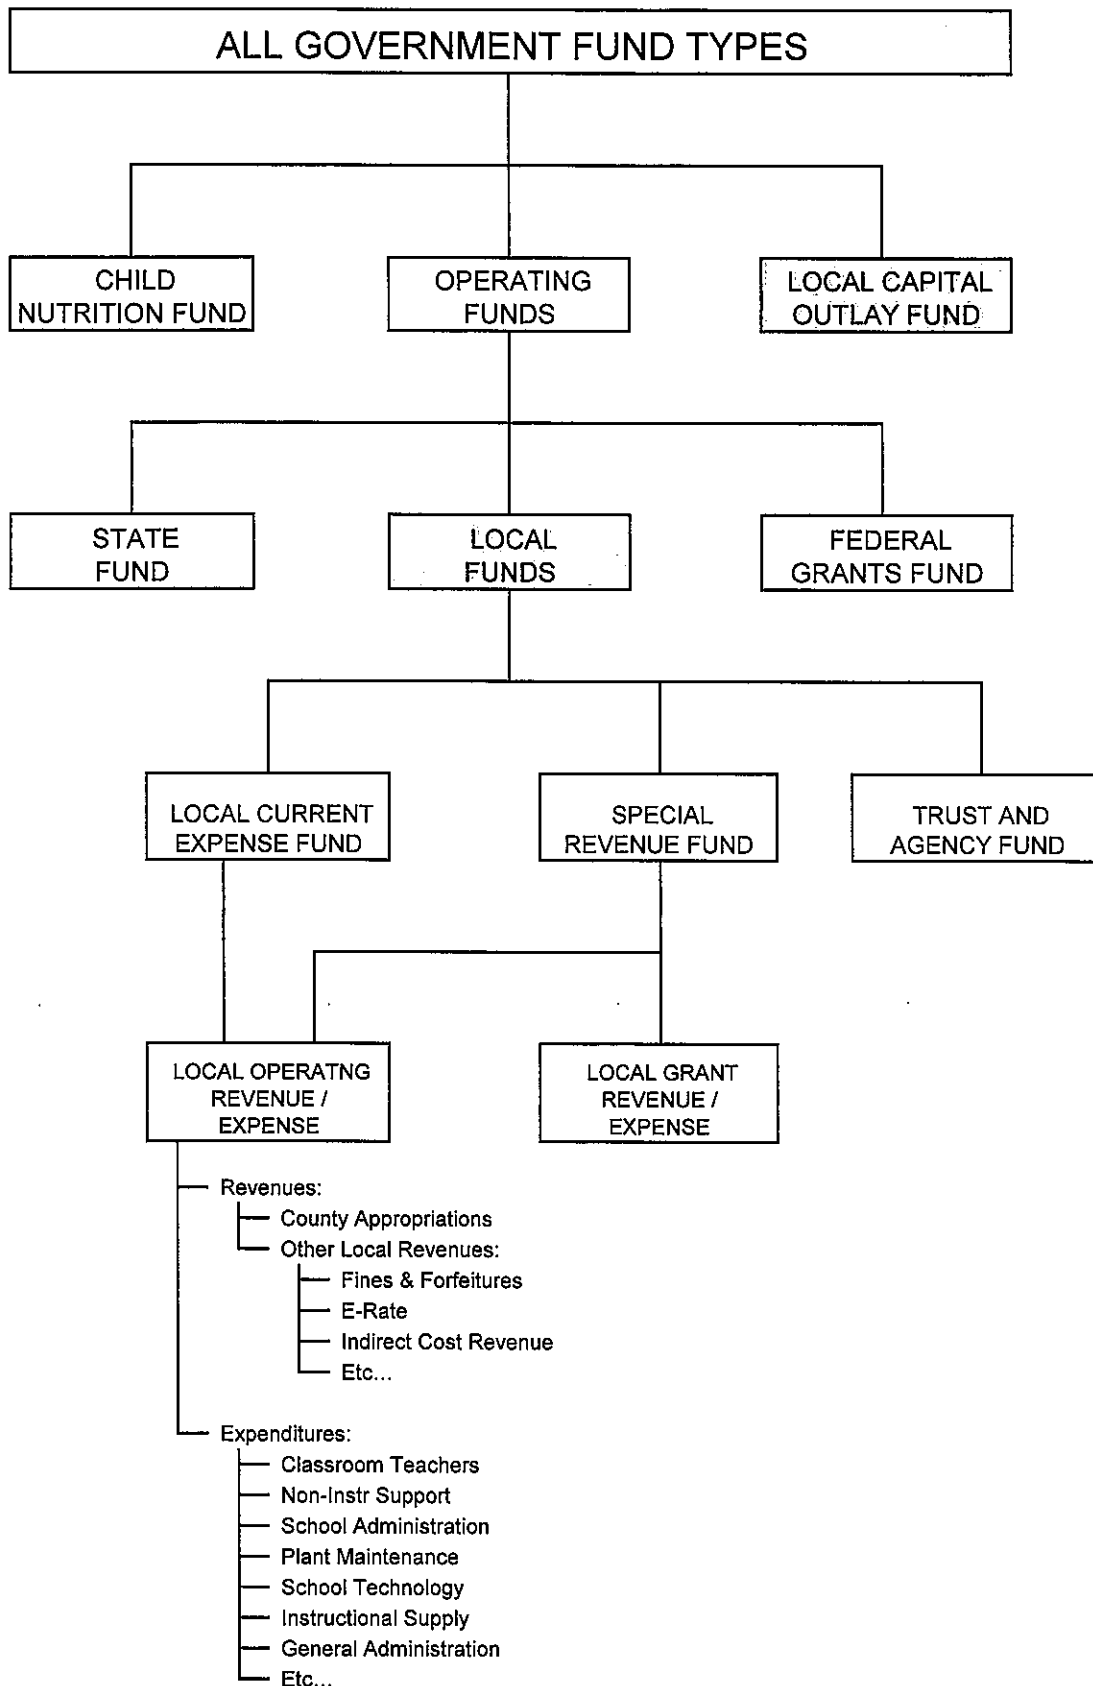 ALL GOVERNMENT FUND TYPES
CHILD
NUTRITION FUND
OPERATING
FUNDS
LOCAL CAPITAL
OUTLAY FUND
STATE
FUND
LOCAL
FUNDS
FEDERAL
GRANTS FUND
LOCAL CURRENT
EXPENSE FUND
SPECIAL
REVENUE FUND
TRUST AND
AGENCY FUND
LOCAL OPERATNG
REVENUE /
EXPENSE
LOCAL GRANT
REVENUE /
EXPENSE
Revenues:
County Appropriations
Other Local Revenues:
Fines & Forfeitures
E-Rate
Indirect Cost Revenue
Etc...
Expenditures:
Classroom Teachers
Non-Instr Support
School Administration
Plant Maintenance
School Technology
Instructional Supply
General Administration
Etc...